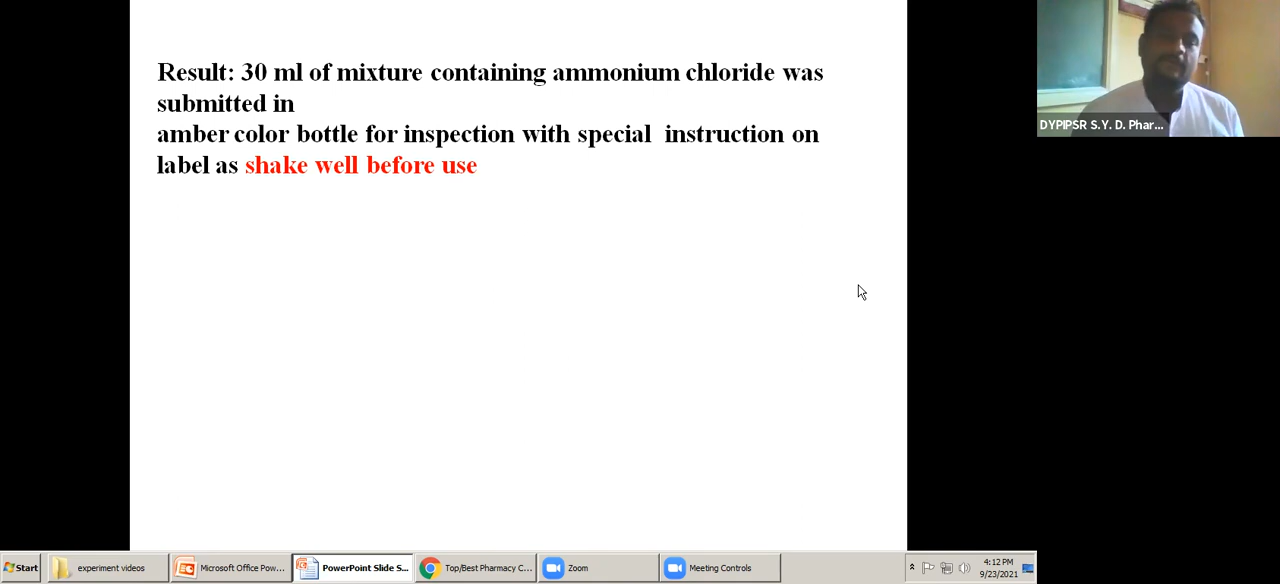 Result: 30 ml of mixture containing ammonium chloride was
submitted in
amber color bottle for inspection with special instruction on
label as shake well before use
DYPIPSR S.Y. D. Phar...
Start
experiment videos
Microsoft Office Pow...
PowerPoint Slide S...
Top/Best Pharmacy C...
Zoom
Meeting Controls
4:12 PM
9/23/2021